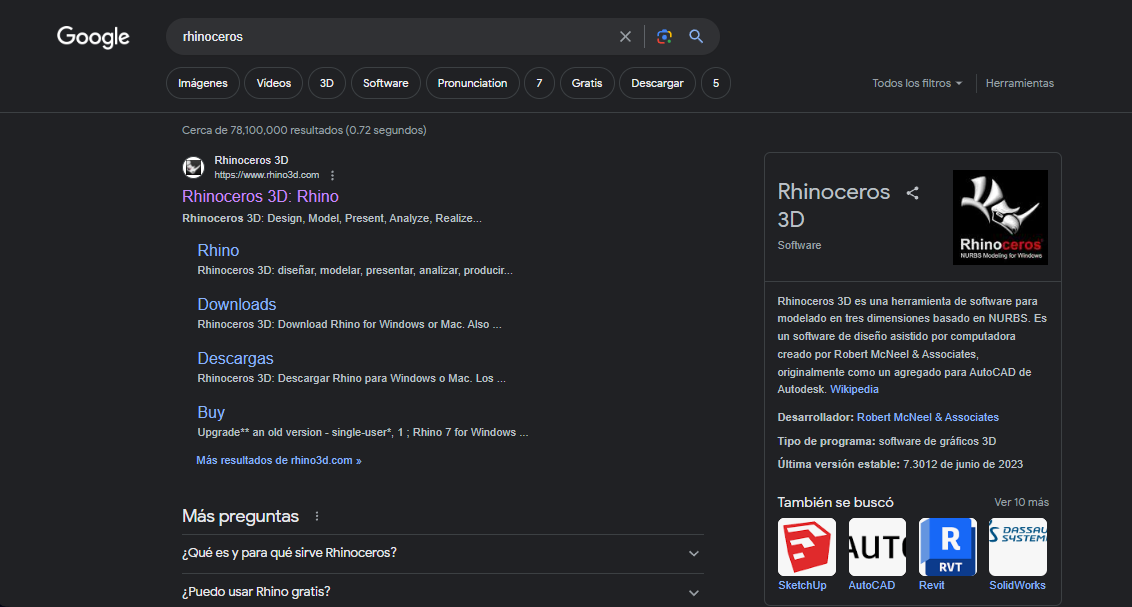 Google
rhinoceros
Imágenes
Vídeos
3D
Software
Pronunciation
7
Gratis
Descargar
5
Todos los filtros
Herramientas
Cerca de 78,100,000 resultados (0.72 segundos)
Rhinoceros 3D
https://www.rhino3d.com
Rhinoceros 3D: Rhino
Rhinoceros 3D: Design, Model, Present, Analyze, Realize...
Rhino
Rhinoceros 3D: diseñar, modelar, presentar, analizar, producir...
Downloads
Rhinoceros 3D: Download Rhino for Windows or Mac. Also ...
Descargas
Rhinoceros 3D: Descargar Rhino para Windows o Mac. Los ...
Buy
Upgrade** an old version - single-user*, 1 ; Rhino 7 for Windows ...
Más resultados de rhino3d.com »
Más preguntas
¿Qué es y para qué sirve Rhinoceros?
¿Puedo usar Rhino gratis?
Rhinoceros
3D
Software
Rhinoceros
NURBS Modeling for Windows
Rhinoceros 3D es una herramienta de software para
modelado en tres dimensiones basado en NURBS. Es
un software de diseño asistido por computadora
creado por Robert McNeel & Associates,
originalmente como un agregado para AutoCAD de
Autodesk. Wikipedia
Desarrollador: Robert McNeel & Associates
Tipo de programa: software de gráficos 3D
Última versión estable: 7.3012 de junio de 2023
También se buscó
Ver 10 más
AUTO
R
RVT
DASSAU
SYSTEM
SketchUp
AutoCAD
Revit
SolidWorks